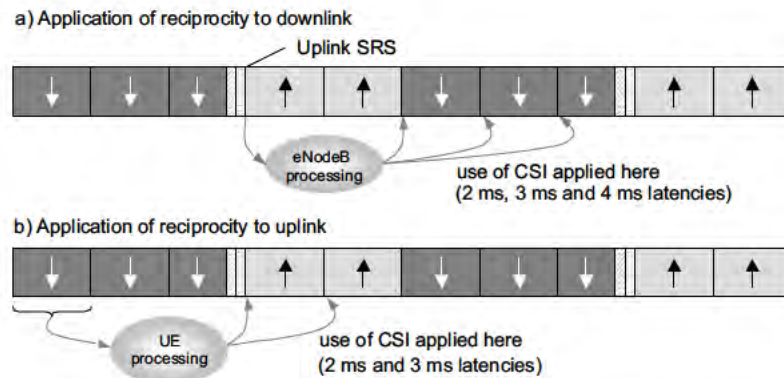 a) Application of reciprocity to downlink
Uplink SRS
eNodeB
processing
use of CSI applied here
(2 ms, 3 ms and 4 ms latencies)
b) Application of reciprocity to uplink
UE
processing
use of CSI applied here
(2 ms and 3 ms latencies)